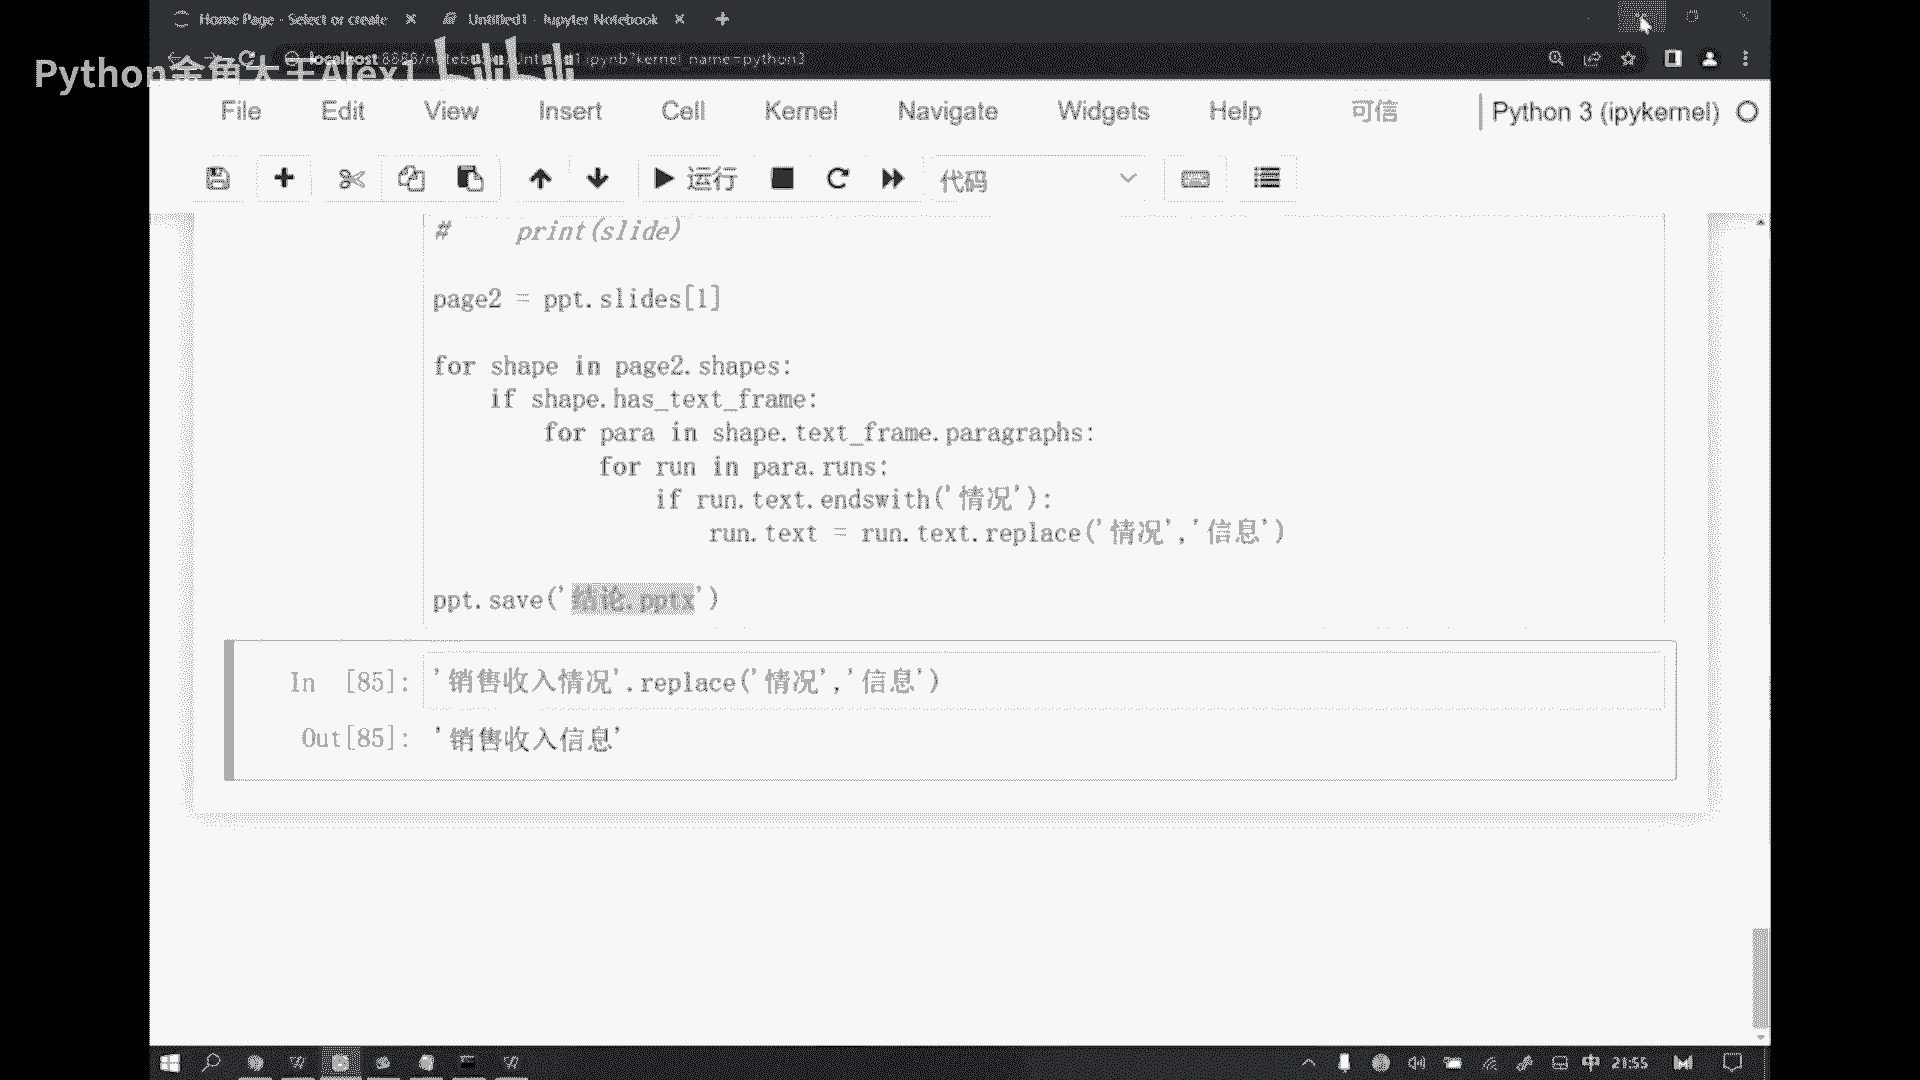 Home Page - Select or create
Untitled1 - Jupyter Notebook
Python金鱼大王Alex1 bilibili
localhost:8888/notebooks/Untitled1.ipynb?kernel_name=python3
File Edit View Insert Cell Kernel Navigate Widgets Help 可信 Python 3 (ipykernel)
运行 代码
# print(slide)
page2 = ppt.slides[1]
for shape in page2.shapes:
if shape.has_text_frame:
for para in shape.text_frame.paragraphs:
for run in para.runs:
if run.text.endswith('情况'):
run.text = run.text.replace('情况','信息')
ppt.save('结论.pptx')
In [85]: '销售收入情况'.replace('情况','信息')
Out[85]: '销售收入信息'
中 21:55